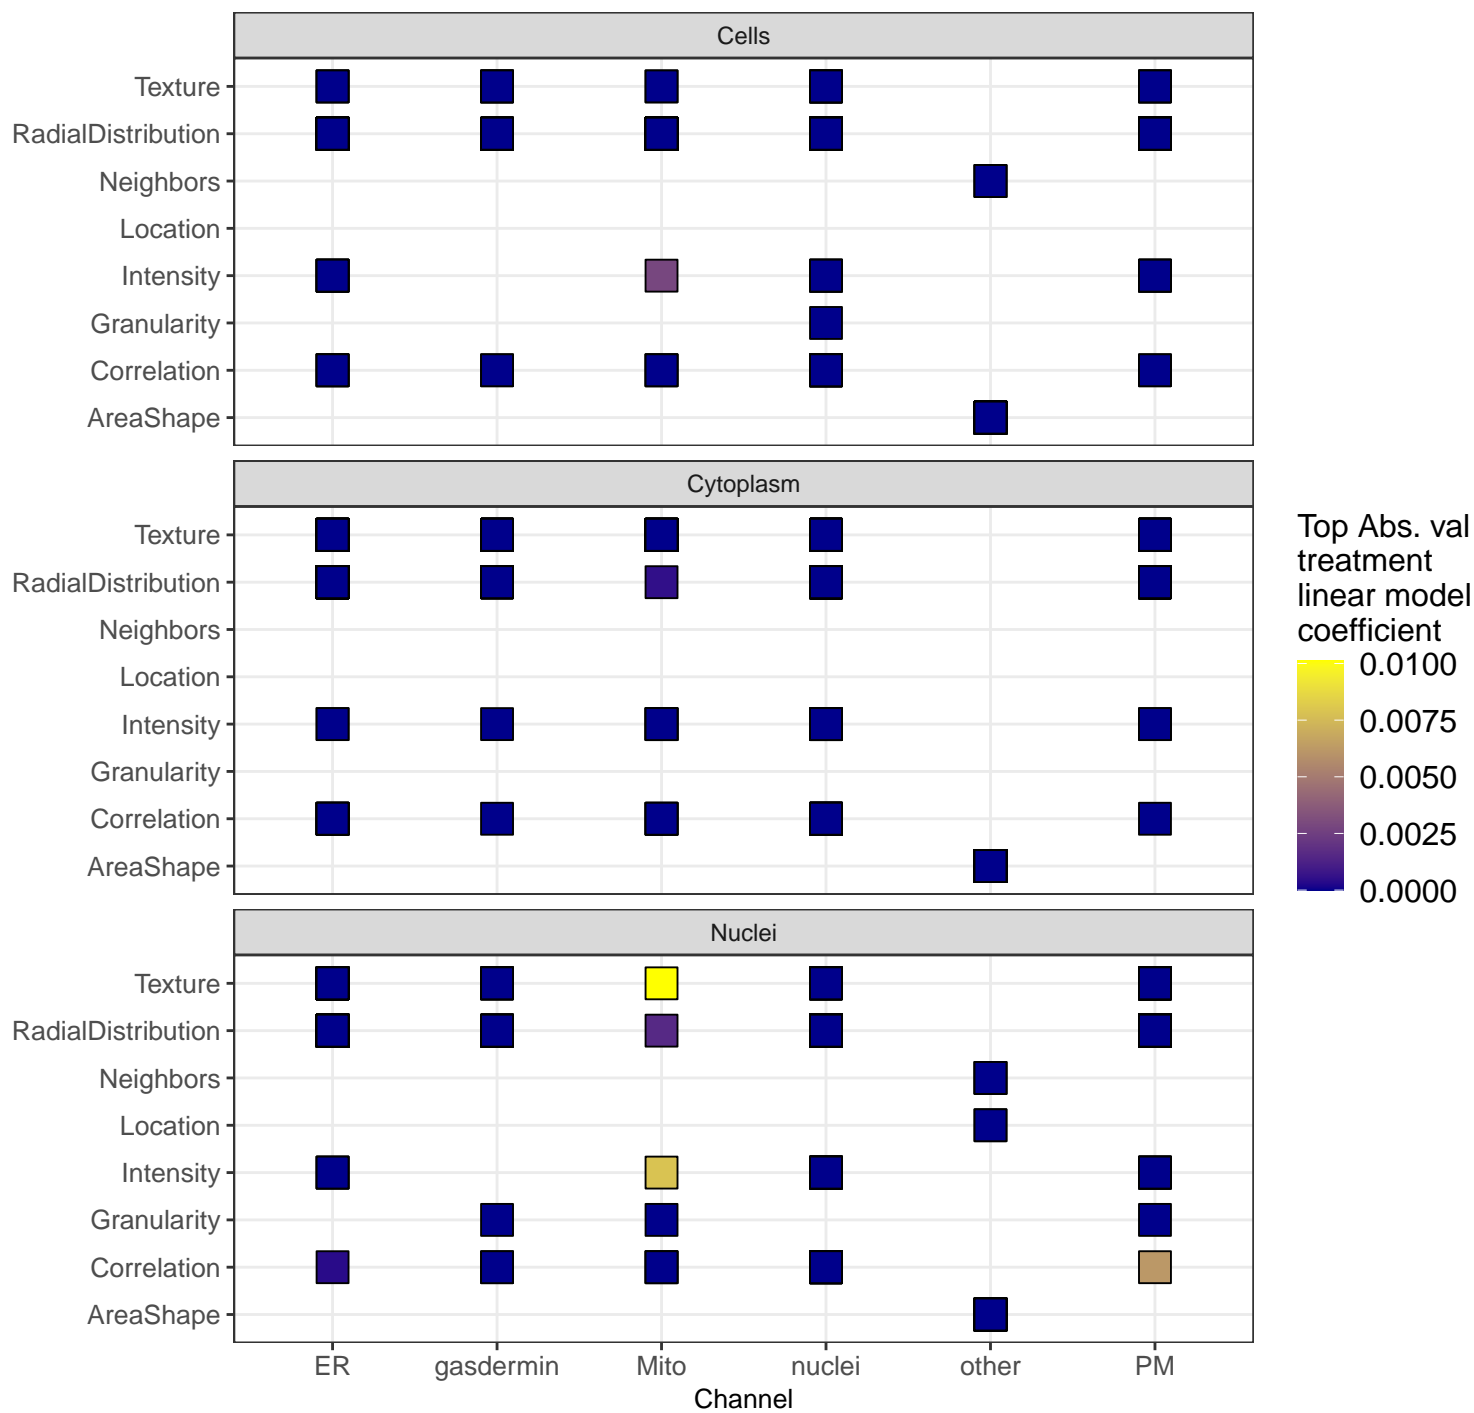 Cells
Texture
RadialDistribution
Neighbors
Location
Intensity
Granularity
Correlation
AreaShape
Cytoplasm
Texture
RadialDistribution
Neighbors
Location
Intensity
Granularity
Correlation
AreaShape
Nuclei
Texture
RadialDistribution
Neighbors
Location
Intensity
Granularity
Correlation
AreaShape
ER gasdermin Mito nuclei other PM
Channel
Top Abs. val
treatment
linear model
coefficient
0.0100
0.0075
0.0050
0.0025
0.0000